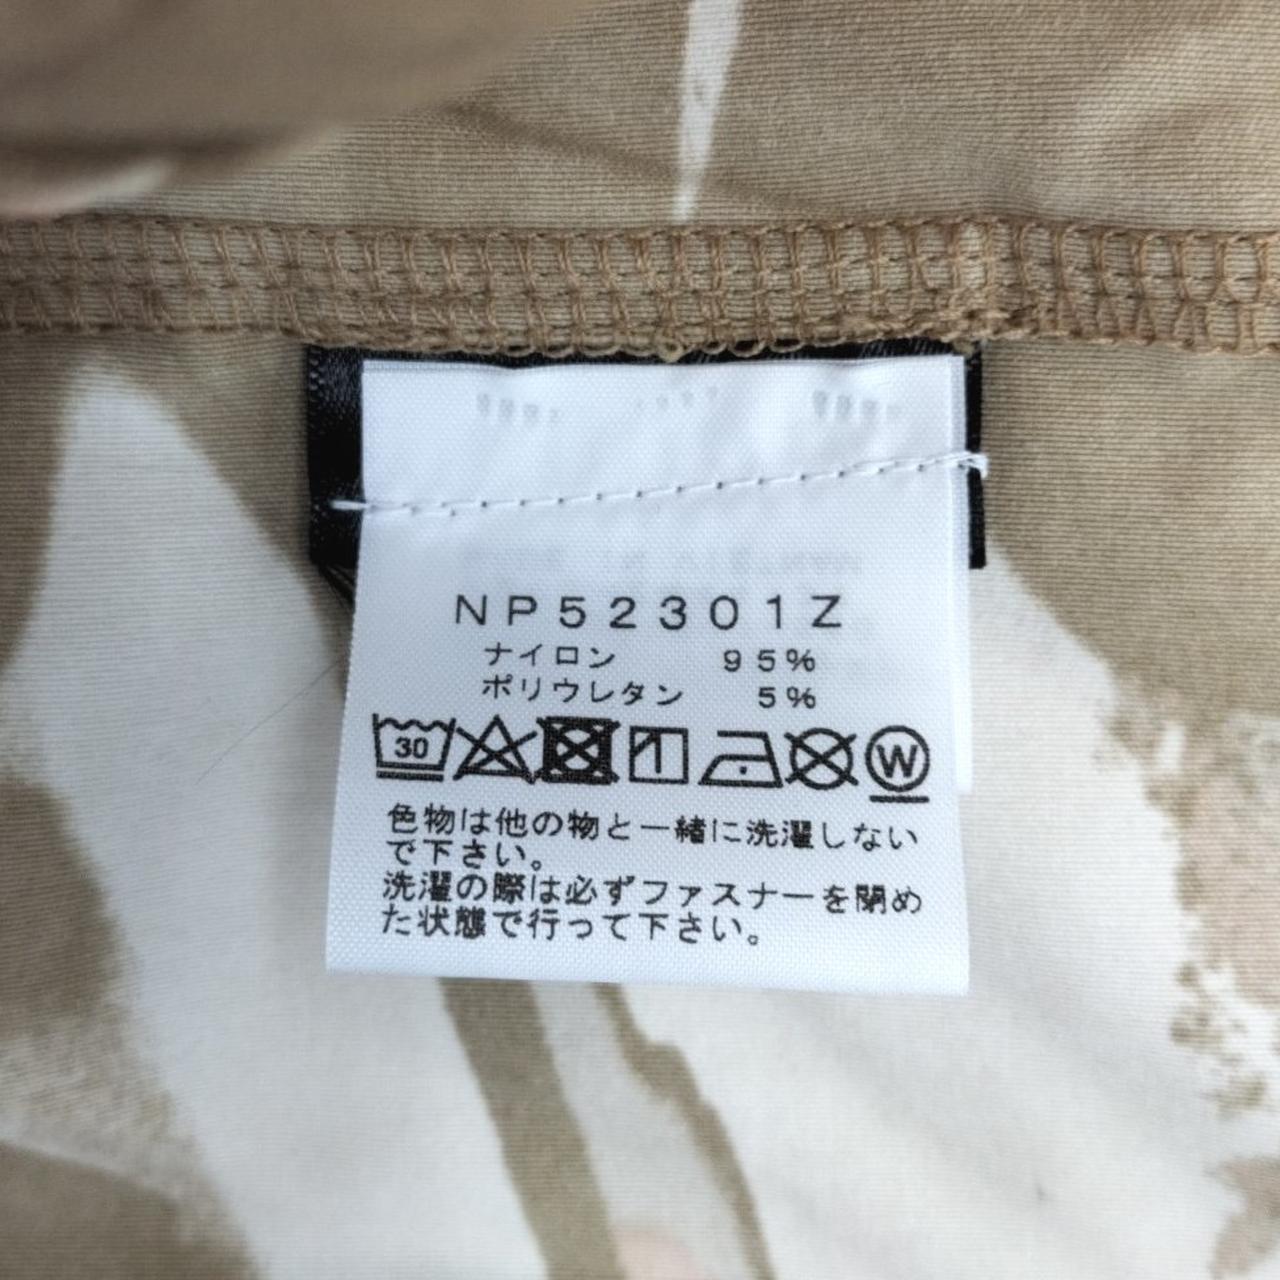 NP52301Z
ナイロン 95%
ポリウレタン 5%
30 W
色物は他の物と一緒に洗濯しない
で下さい。
洗濯の際は必ずファスナーを閉め
た状態で行って下さい。